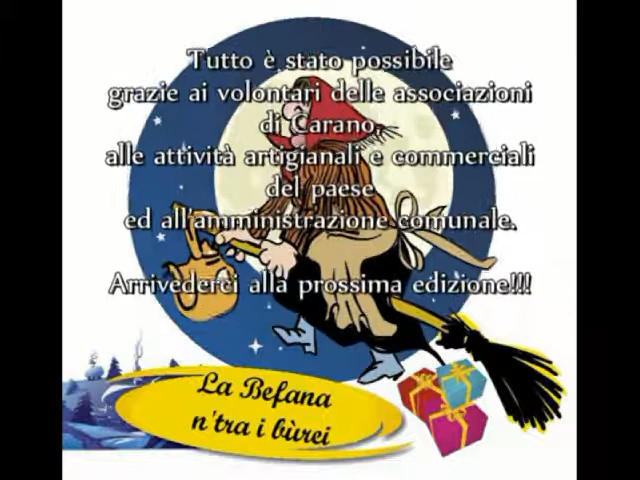 Tutto è stato possibile
grazie ai volontari delle associazioni
di Carano,
alle attività artigianali e commerciali
del paese
ed all'amministrazione comunale.
Arrivederci alla prossima edizione!!!
La Befana
n'tra i bùrei